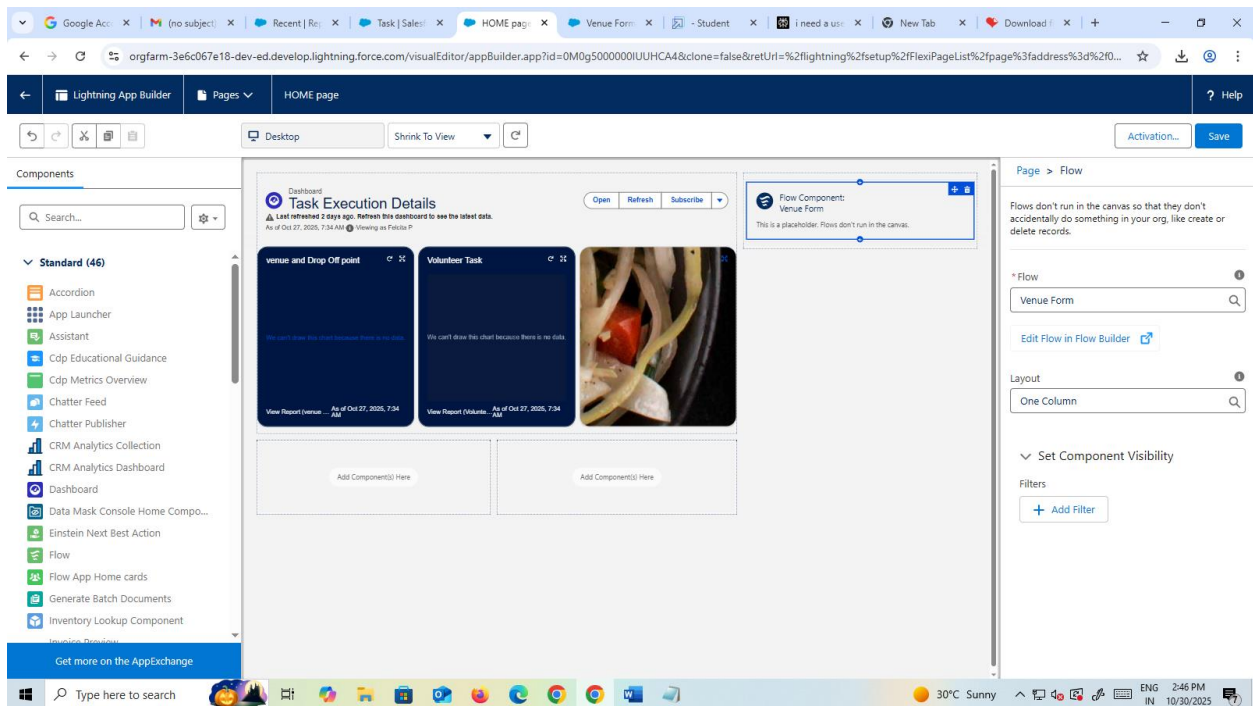 Google Acc
(no subject)
Recent | Rep
Task | Sales
HOME page
Venue Form
- Student
i need a use
New Tab
Download f
orgfarm-3e6c067e18-dev-ed.develop.lightning.force.com/visualEditor/appBuilder.app?id=0M0g5000000IUUHCA4&clone=false&retUrl=%2flightning%2fsetup%2fFlexiPageList%2fpage%3faddress%3d%2f0...
Lightning App Builder
Pages
HOME page
? Help
Desktop
Shrink To View
Activation...
Save
Components
Search...
Standard (46)
Accordion
App Launcher
Assistant
Cdp Educational Guidance
Cdp Metrics Overview
Chatter Feed
Chatter Publisher
CRM Analytics Collection
CRM Analytics Dashboard
Dashboard
Data Mask Console Home Compo...
Einstein Next Best Action
Flow
Flow App Home cards
Generate Batch Documents
Inventory Lookup Component
Invoice Preview
Get more on the AppExchange
Dashboard
Task Execution Details
Last refreshed 2 days ago. Refresh this dashboard to see the latest data.
As of Oct 27, 2025, 7:34 AM Viewing as Felcita P
Open
Refresh
Subscribe
venue and Drop Off point
We can't draw this chart because there is no data.
View Report (venue ...
As of Oct 27, 2025, 7:34 AM
Volunteer Task
We can't draw this chart because there is no data.
View Report (Volunte...
As of Oct 27, 2025, 7:34 AM
Add Component(s) Here
Add Component(s) Here
Flow Component:
Venue Form
This is a placeholder. Flows don't run in the canvas.
Page > Flow
Flows don't run in the canvas so that they don't
accidentally do something in your org, like create or
delete records.
* Flow
Venue Form
Edit Flow in Flow Builder
Layout
One Column
Set Component Visibility
Filters
+ Add Filter
Type here to search
30°C Sunny
ENG
IN
2:46 PM
10/30/2025
7